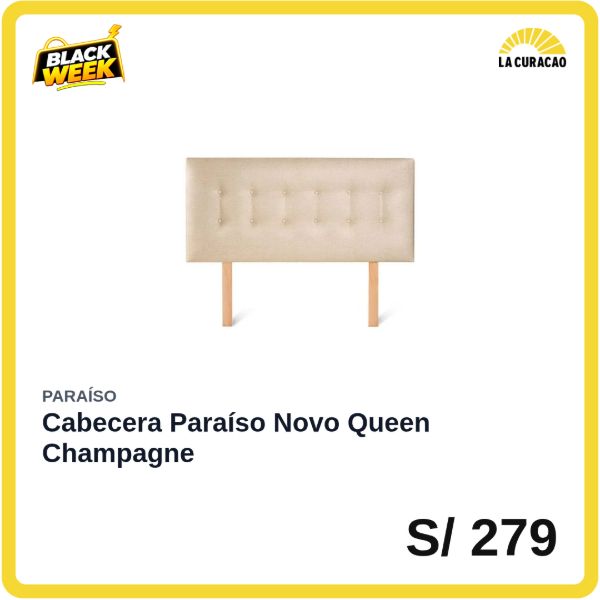 BLACK
WEEK
LA CURACAO
PARAÍSO
Cabecera Paraíso Novo Queen
Champagne
S/ 279